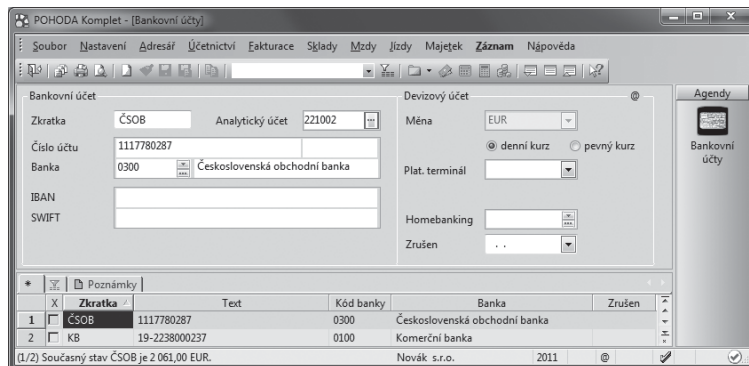 POHODA Komplet - [Bankovní účty]
Soubor Nastavení Adresář Účetnictví Fakturace Sklady Mzdy Jízdy Majetek Záznam Nápověda
Bankovní účet
Devizový účet @
Agendy
Zkratka ČSOB Analytický účet 221002
Měna EUR
Číslo účtu 1117780287
denní kurz pevný kurz
Bankovní účty
Banka 0300 Československá obchodní banka
Plat. terminál
IBAN
SWIFT
Homebanking
Zrušen . .
* Poznámky
X Zkratka Text Kód banky Banka Zrušen
1 ČSOB 1117780287 0300 Československá obchodní banka
2 KB 19-2238000237 0100 Komerční banka
(1/2) Současný stav ČSOB je 2 061,00 EUR. Novák s.r.o. 2011 @